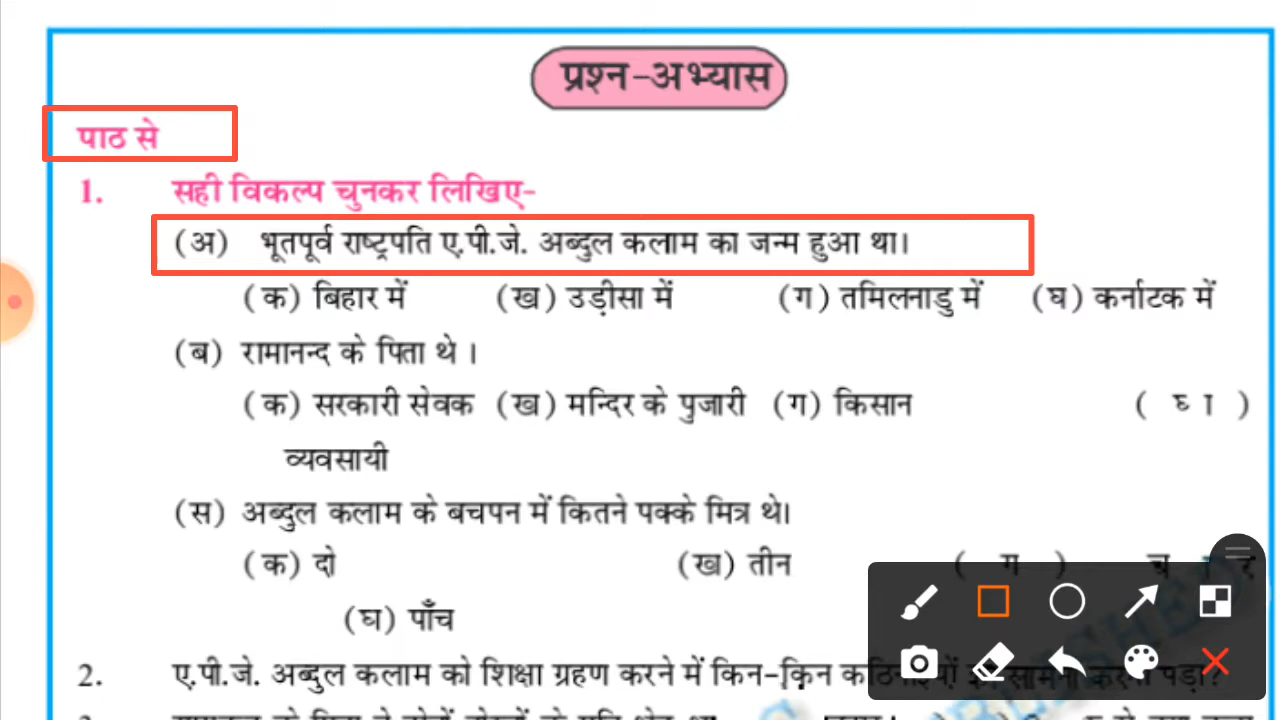 प्रश्न-अभ्यास
पाठ से
1. सही विकल्प चुनकर लिखिए-
(अ) भूतपूर्व राष्ट्रपति ए.पी.जे. अब्दुल कलाम का जन्म हुआ था।
(क) बिहार में (ख) उड़ीसा में (ग) तमिलनाडु में (घ) कर्नाटक में
(ब) रामानन्द के पिता थे ।
(क) सरकारी सेवक (ख) मन्दिर के पुजारी (ग) किसान ( घ )
व्यवसायी
(स) अब्दुल कलाम के बचपन में कितने पक्के मित्र थे।
(क) दो (ख) तीन ( ग )
(घ) पाँच
2. ए.पी.जे. अब्दुल कलाम को शिक्षा ग्रहण करने में किन-किन पड़ा?